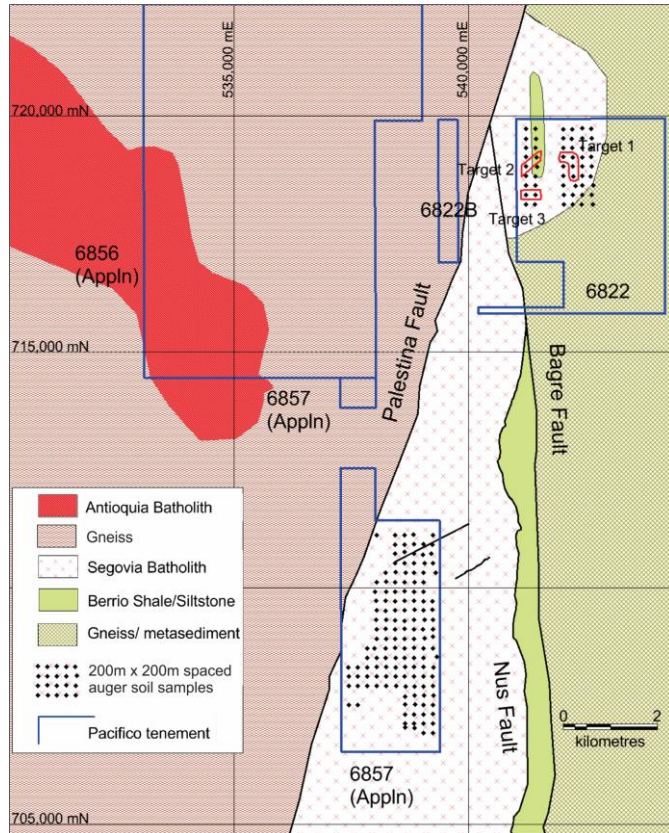 535,000 mE
540,000 mE
720,000 mN
Target 1
Target 2
6822B
Target 3
6856
(Appln)
6822
Palestina Fault
715,000 mN
Bagre Fault
6857
(Appln)
Antioquia Batholith
Gneiss
Segovia Batholith
Berrio Shale/Siltstone
Gneiss/ metasediment
200m x 200m spaced
auger soil samples
Pacifico tenement
Nus Fault
0 2
kilometres
6857
(Appln)
705,000 mN